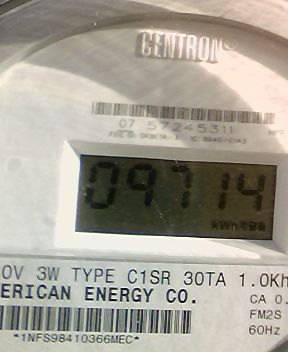 CENTRON®
07 57245311
09714
kWh
0V 3W TYPE C1SR 30TA 1.0Kh
ERICAN ENERGY CO.
CA 0.
FM2S
60Hz
*1NFS98410366MEC*